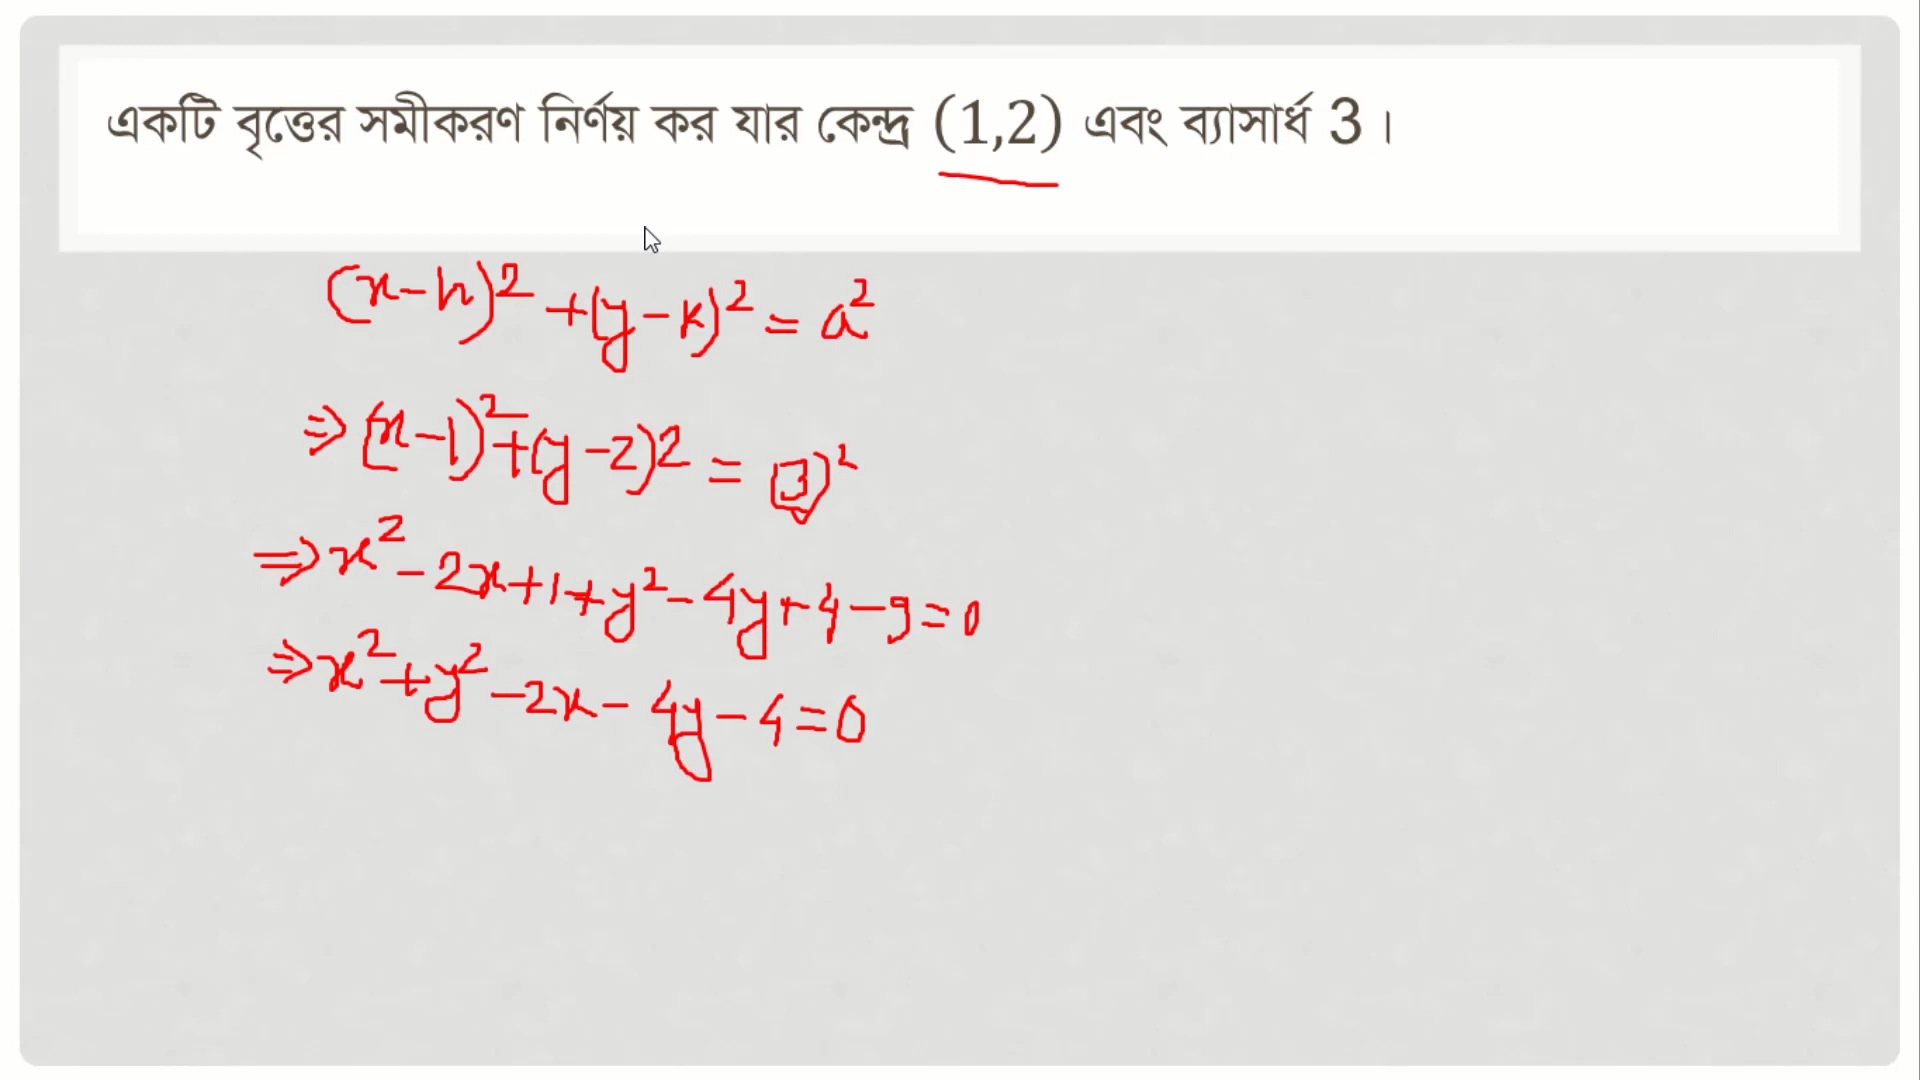 একটি বৃত্তের সমীকরণ নির্ণয় কর যার কেন্দ্র (1,2) এবং ব্যাসার্ধ 3 ।
(x-h)² +(y-k)² = a²
⇒ (x-1)²+(y-2)² = (3)²
⇒ x² - 2x+1+y² - 4y+4-9=0
⇒ x²+y²-2x-4y-4=0